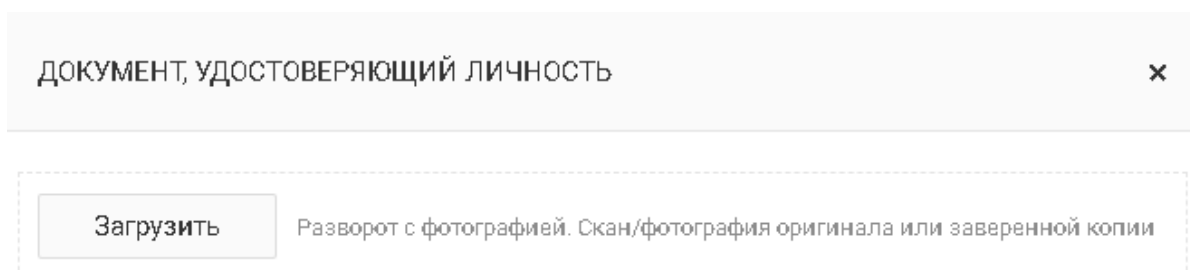 ДОКУМЕНТ, УДОСТОВЕРЯЮЩИЙ ЛИЧНОСТЬ ×
Загрузить Разворот с фотографией. Скан/фотография оригинала или заверенной копии